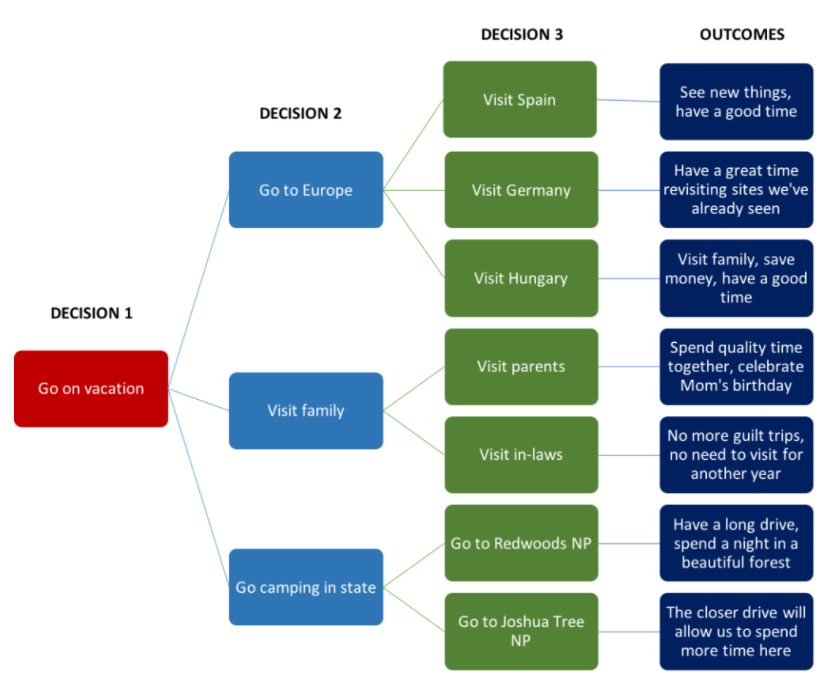 DECISION 3
OUTCOMES
DECISION 2
DECISION 1
Go on vacation
Go to Europe
Visit Spain
See new things,
have a good time
Visit Germany
Have a great time
revisiting sites we've
already seen
Visit Hungary
Visit family, save
money, have a good
time
Visit family
Visit parents
Spend quality time
together, celebrate
Mom's birthday
Visit in-laws
No more guilt trips,
no need to visit for
another year
Go camping in state
Go to Redwoods NP
Have a long drive,
spend a night in a
beautiful forest
Go to Joshua Tree
NP
The closer drive will
allow us to spend
more time here